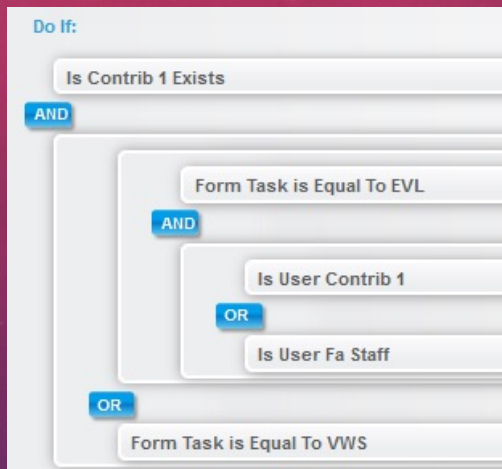 Do If:
Is Contrib 1 Exists
AND
Form Task is Equal To EVL
AND
Is User Contrib 1
OR
Is User Fa Staff
OR
Form Task is Equal To VWS